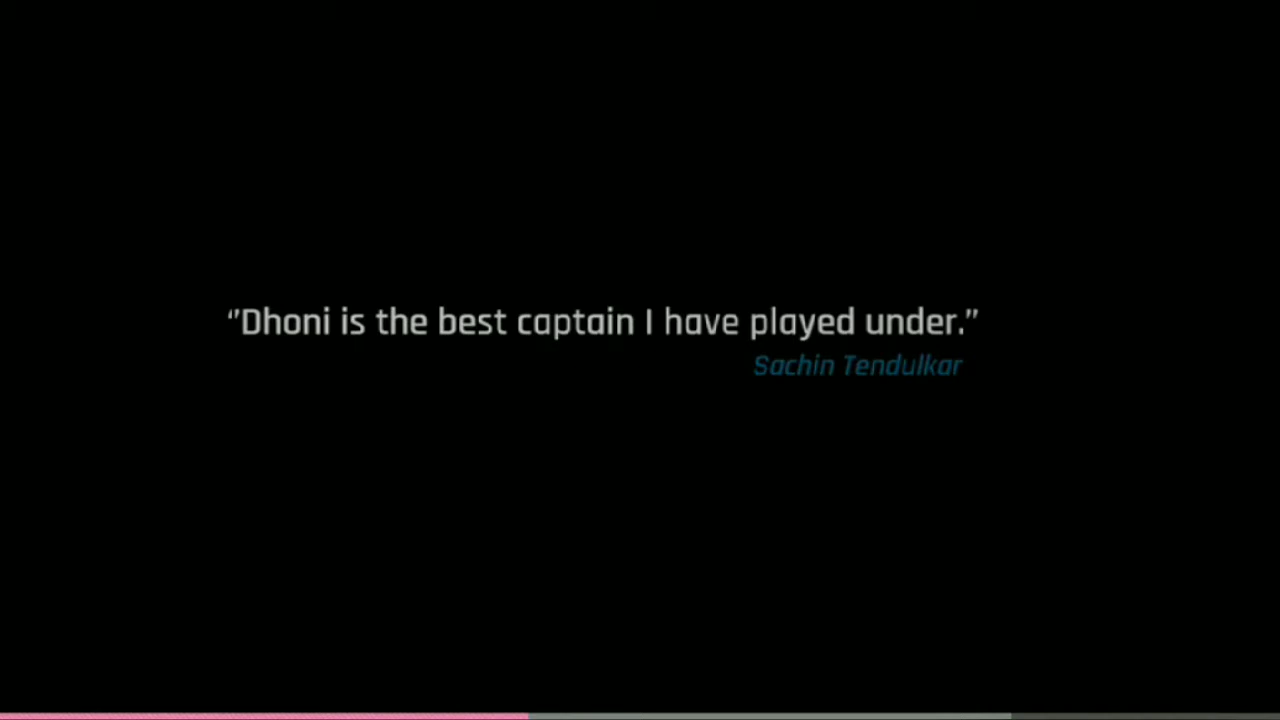 “Dhoni is the best captain I have played under.”
Sachin Tendulkar